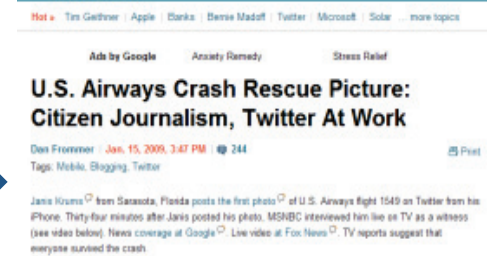 Hot » Tim Geithner | Apple | Banks | Bernie Madoff | Twitter | Microsoft | Solar ... more topics
Ads by Google Anxiety Remedy Stress Relief
U.S. Airways Crash Rescue Picture:
Citizen Journalism, Twitter At Work
Dan Frommer | Jan. 15, 2009, 3:47 PM | 244 Print
Tags: Mobile, Blogging, Twitter
Janis Krums from Sarasota, Florida posts the first photo of U.S. Airways flight 1549 on Twitter from his
iPhone. Thirty-four minutes after Janis posted his photo, MSNBC interviewed him live on TV as a witness
(see video below). News coverage at Google. Live video at Fox News. TV reports suggest that
everyone survived the crash.